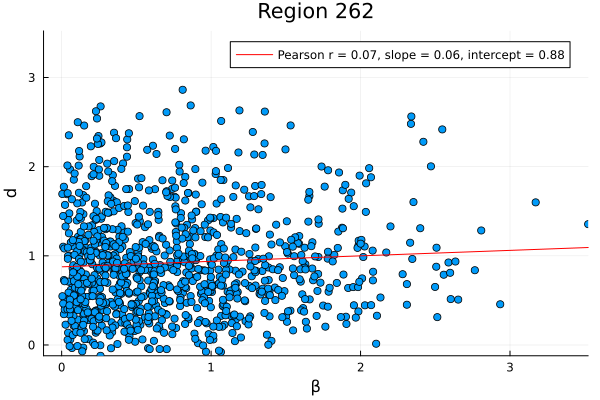 Region 262
Pearson r = 0.07, slope = 0.06, intercept = 0.88
3
2
1
0
d
0 1 2 3
β